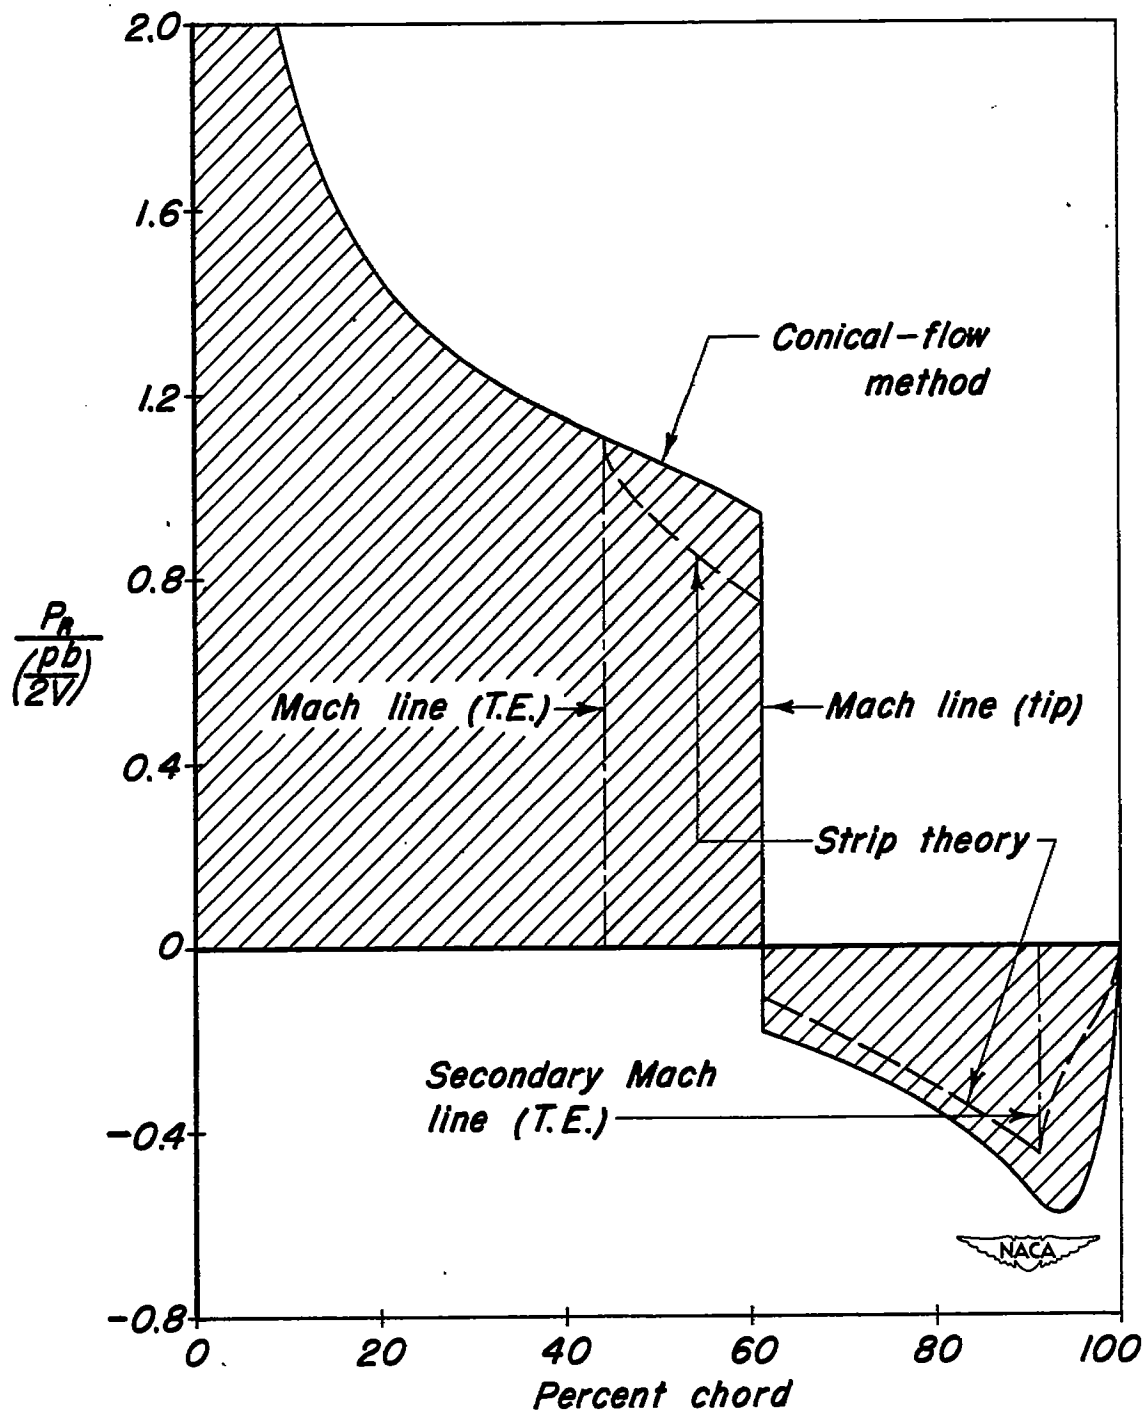 2.0
1.6
Conical-flow
method
1.2
0.8
P_R
(pb
2V)
Mach line (T.E.)
Mach line (tip)
0.4
Strip theory
0
Secondary Mach
line (T.E.)
-0.4
NACA
-0.8
0 20 40 60 80 100
Percent chord